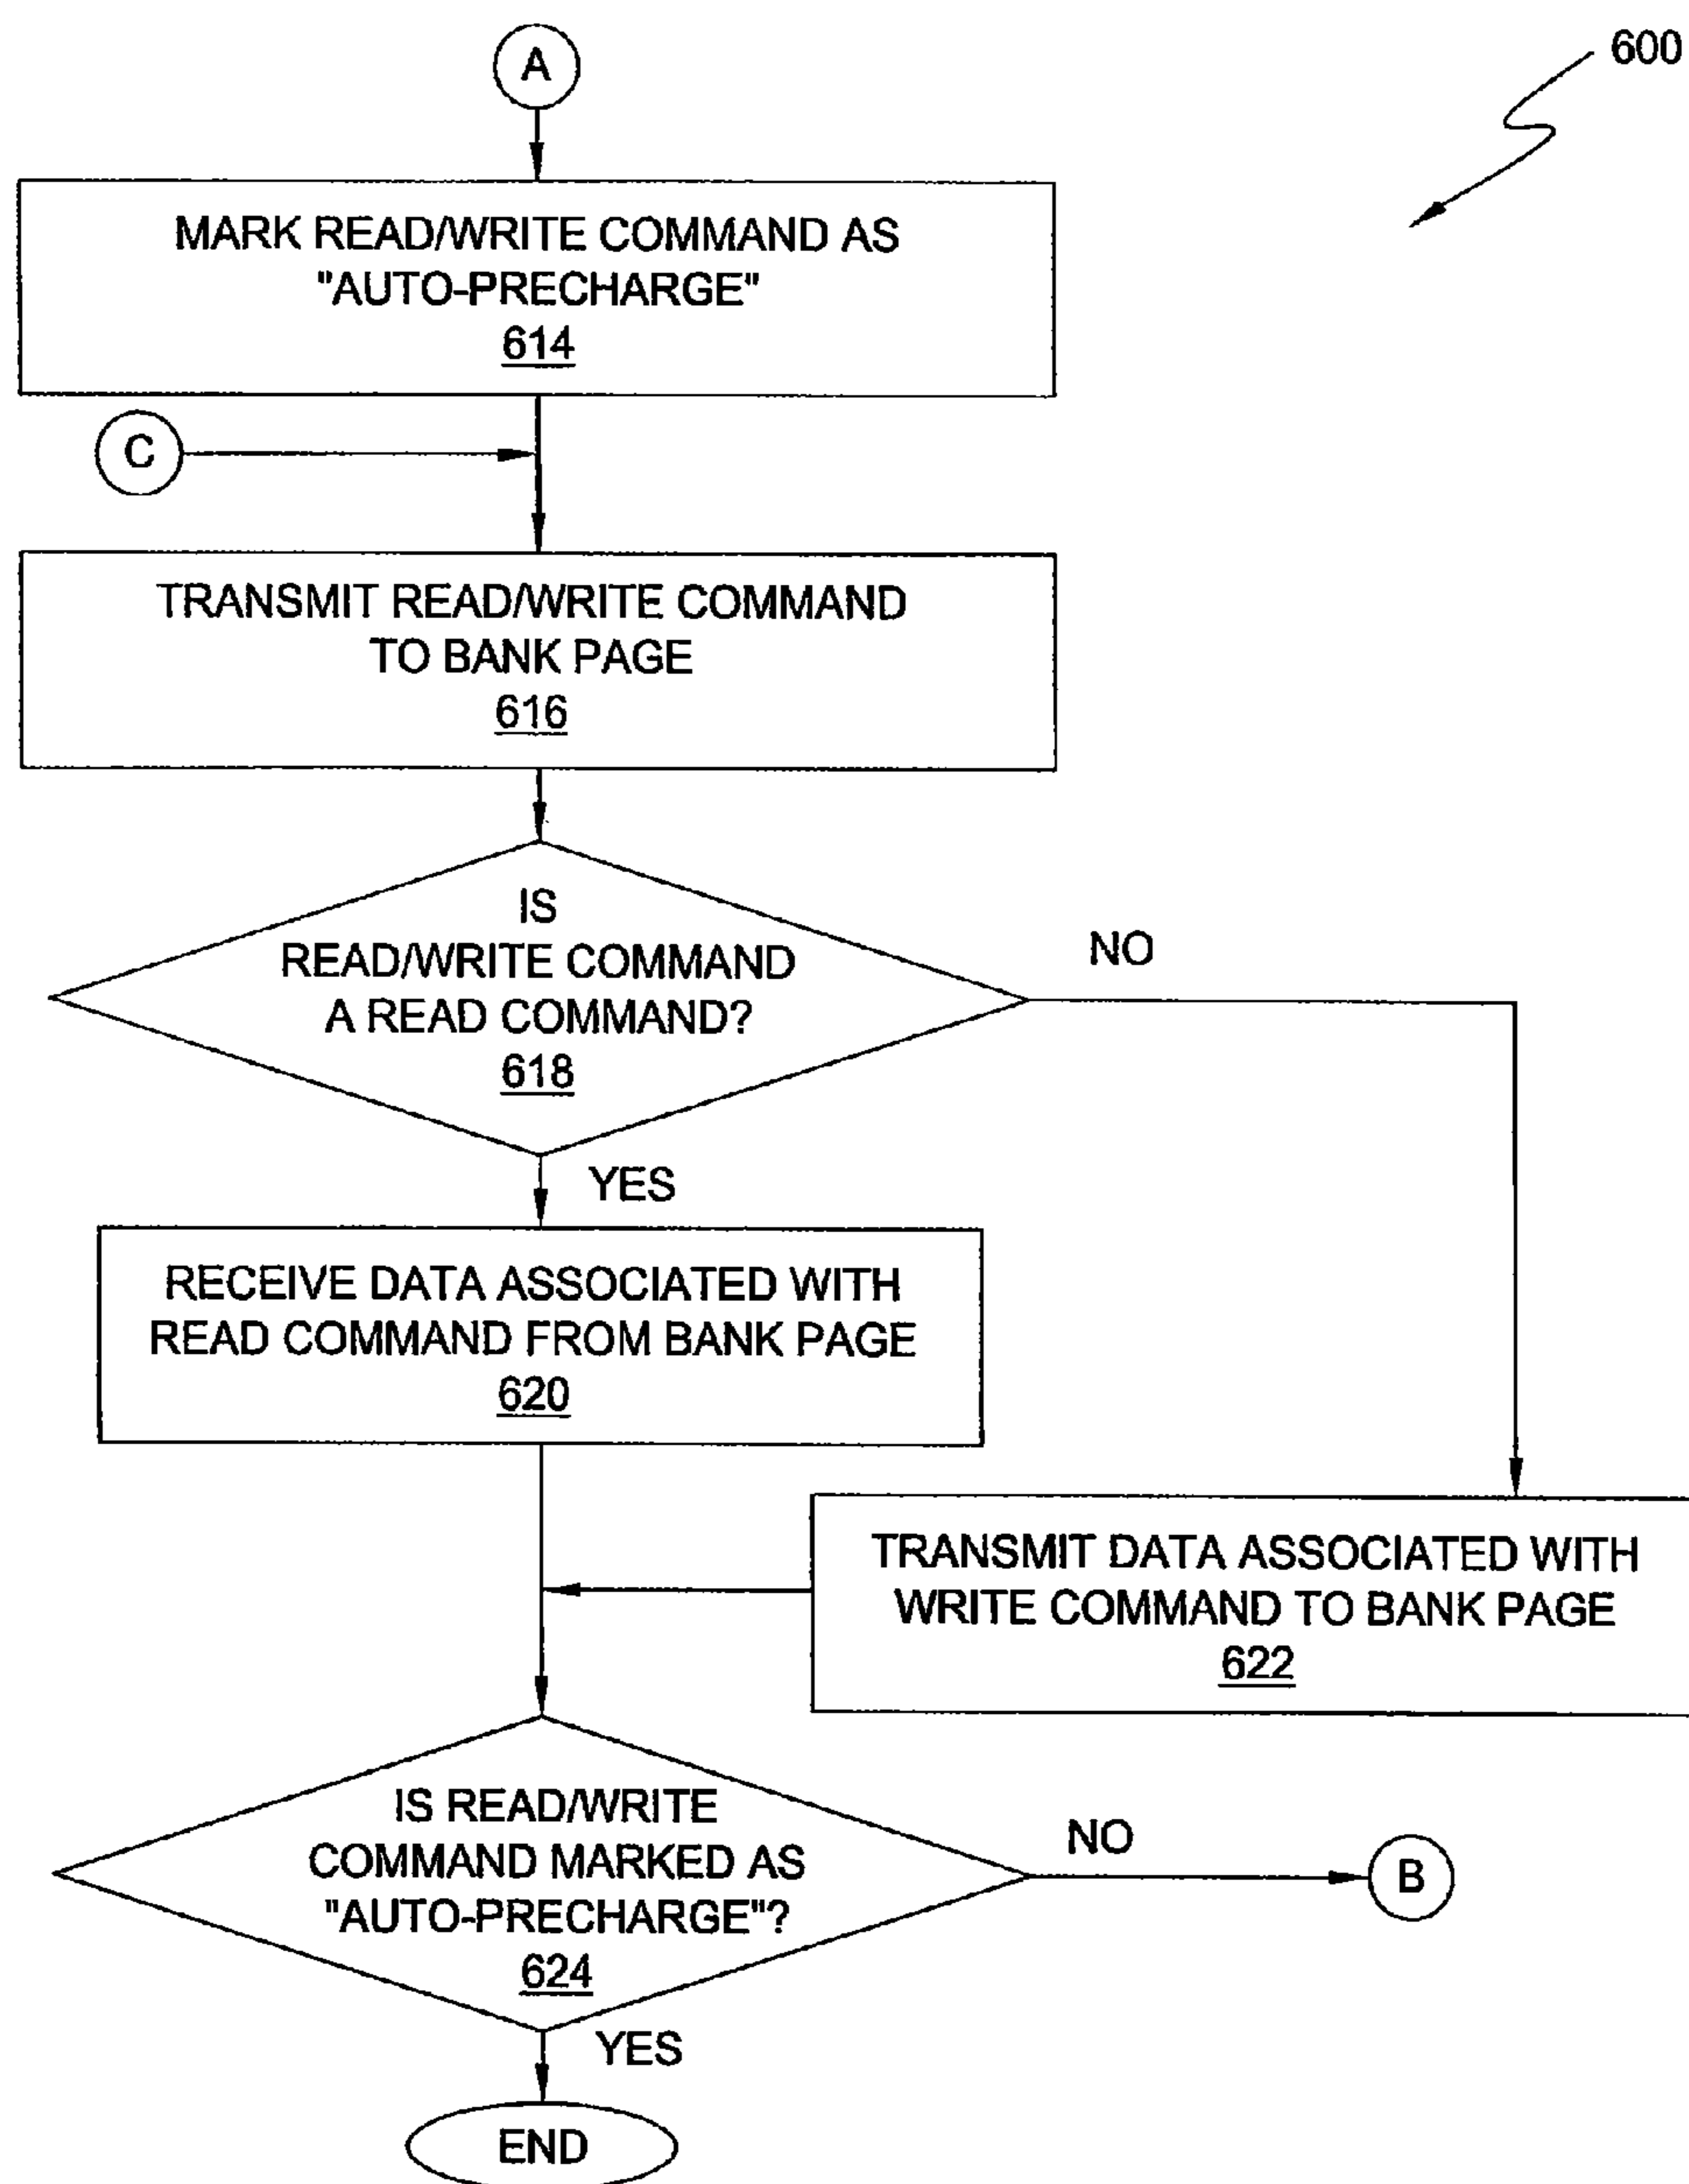 A
600
MARK READ/WRITE COMMAND AS
"AUTO-PRECHARGE"
614
C
TRANSMIT READ/WRITE COMMAND
TO BANK PAGE
616
IS
READ/WRITE COMMAND
A READ COMMAND?
618
NO
YES
RECEIVE DATA ASSOCIATED WITH
READ COMMAND FROM BANK PAGE
620
TRANSMIT DATA ASSOCIATED WITH
WRITE COMMAND TO BANK PAGE
622
IS READ/WRITE
COMMAND MARKED AS
"AUTO-PRECHARGE"?
624
NO
B
YES
END